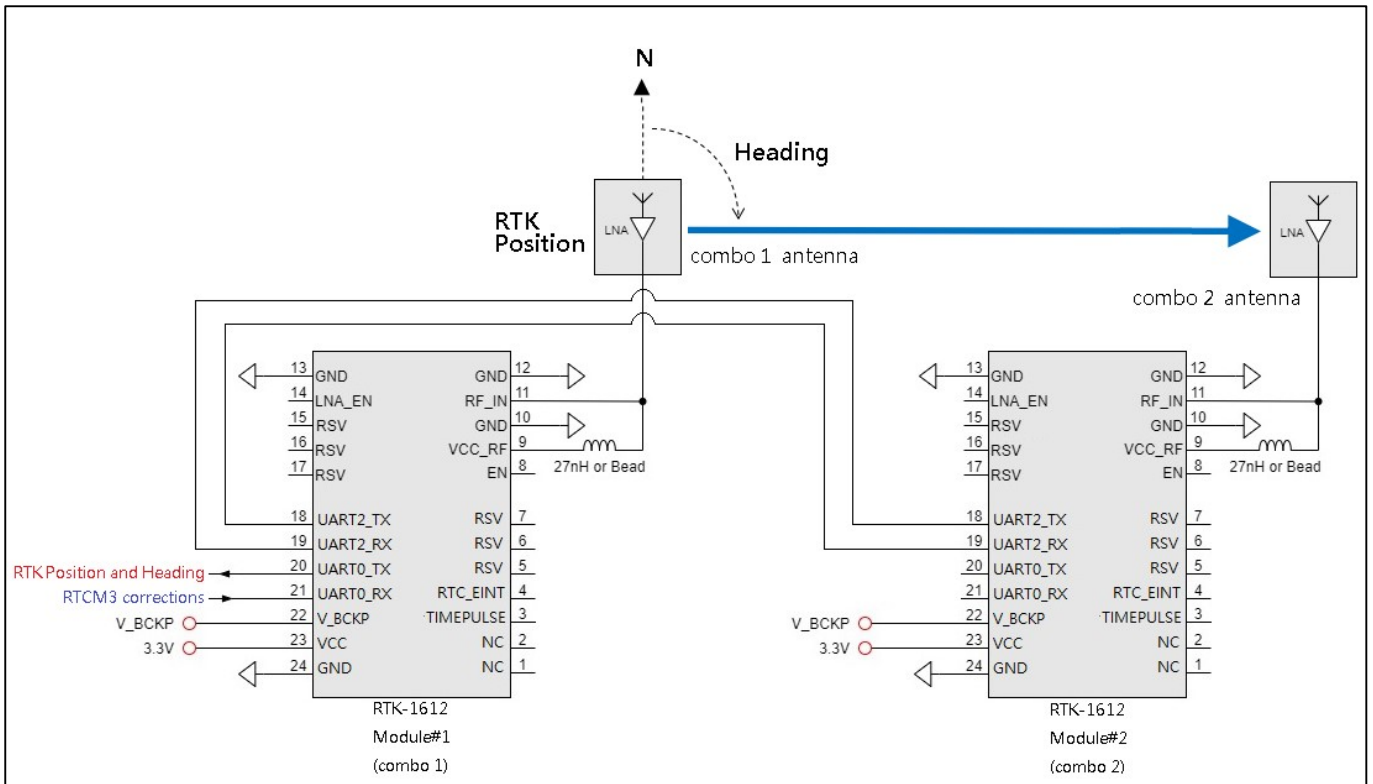 N
Heading
RTK
Position
LNA
combo 1 antenna
LNA
combo 2 antenna
13 GND GND 12
14 LNA_EN RF_IN 11
15 RSV GND 10
16 RSV VCC_RF 9
27nH or Bead
17 RSV EN 8
18 UART2_TX RSV 7
19 UART2_RX RSV 6
RTK Position and Heading 20 UART0_TX RSV 5
RTCM3 corrections 21 UART0_RX RTC_EINT 4
V_BCKP 22 V_BCKP TIMEPULSE 3
3.3V 23 VCC NC 2
24 GND NC 1
RTK-1612
Module#1
(combo 1)
13 GND GND 12
14 LNA_EN RF_IN 11
15 RSV GND 10
16 RSV VCC_RF 9
27nH or Bead
17 RSV EN 8
18 UART2_TX RSV 7
19 UART2_RX RSV 6
20 UART0_TX RSV 5
21 UART0_RX RTC_EINT 4
V_BCKP 22 V_BCKP TIMEPULSE 3
3.3V 23 VCC NC 2
24 GND NC 1
RTK-1612
Module#2
(combo 2)